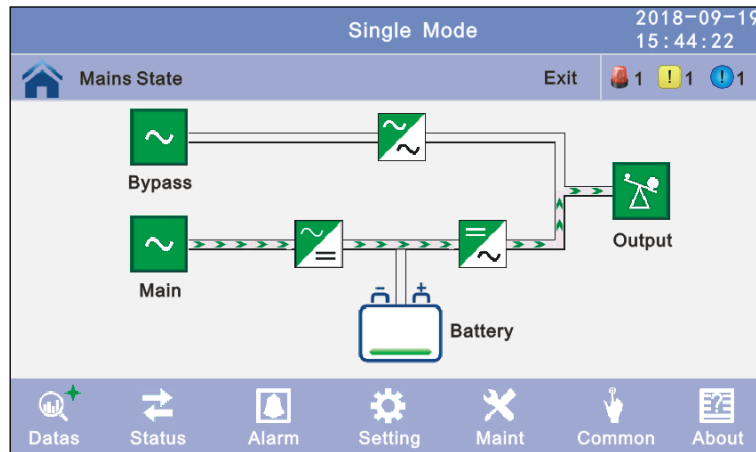 Single Mode
2018-09-19
15:44:22
Mains State
Exit
1
! 1
! 1
Bypass
Main
Output
- +
Battery
Datas
Status
Alarm
Setting
Maint
Common
About